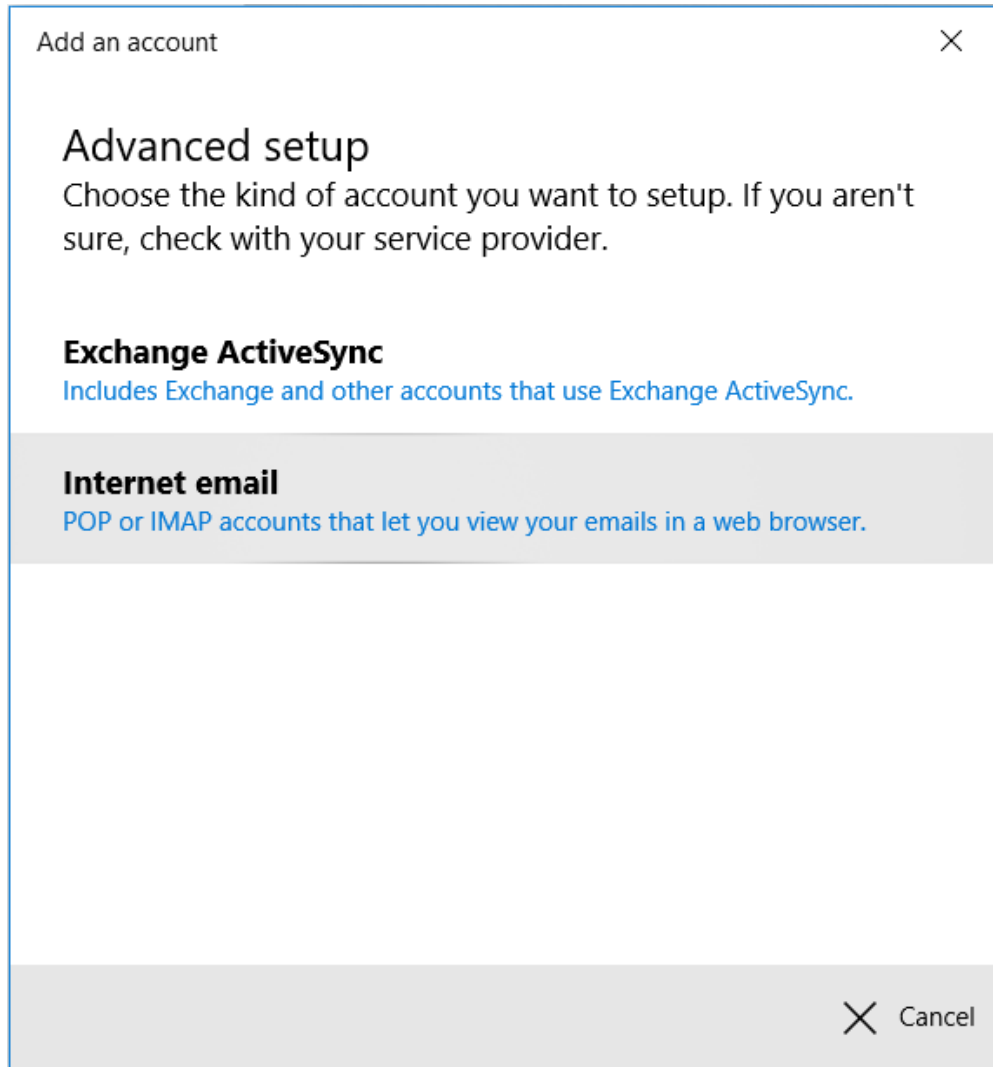 Add an account
Advanced setup
Choose the kind of account you want to setup. If you aren't
sure, check with your service provider.
Exchange ActiveSync
Includes Exchange and other accounts that use Exchange ActiveSync.
Internet email
POP or IMAP accounts that let you view your emails in a web browser.
Cancel